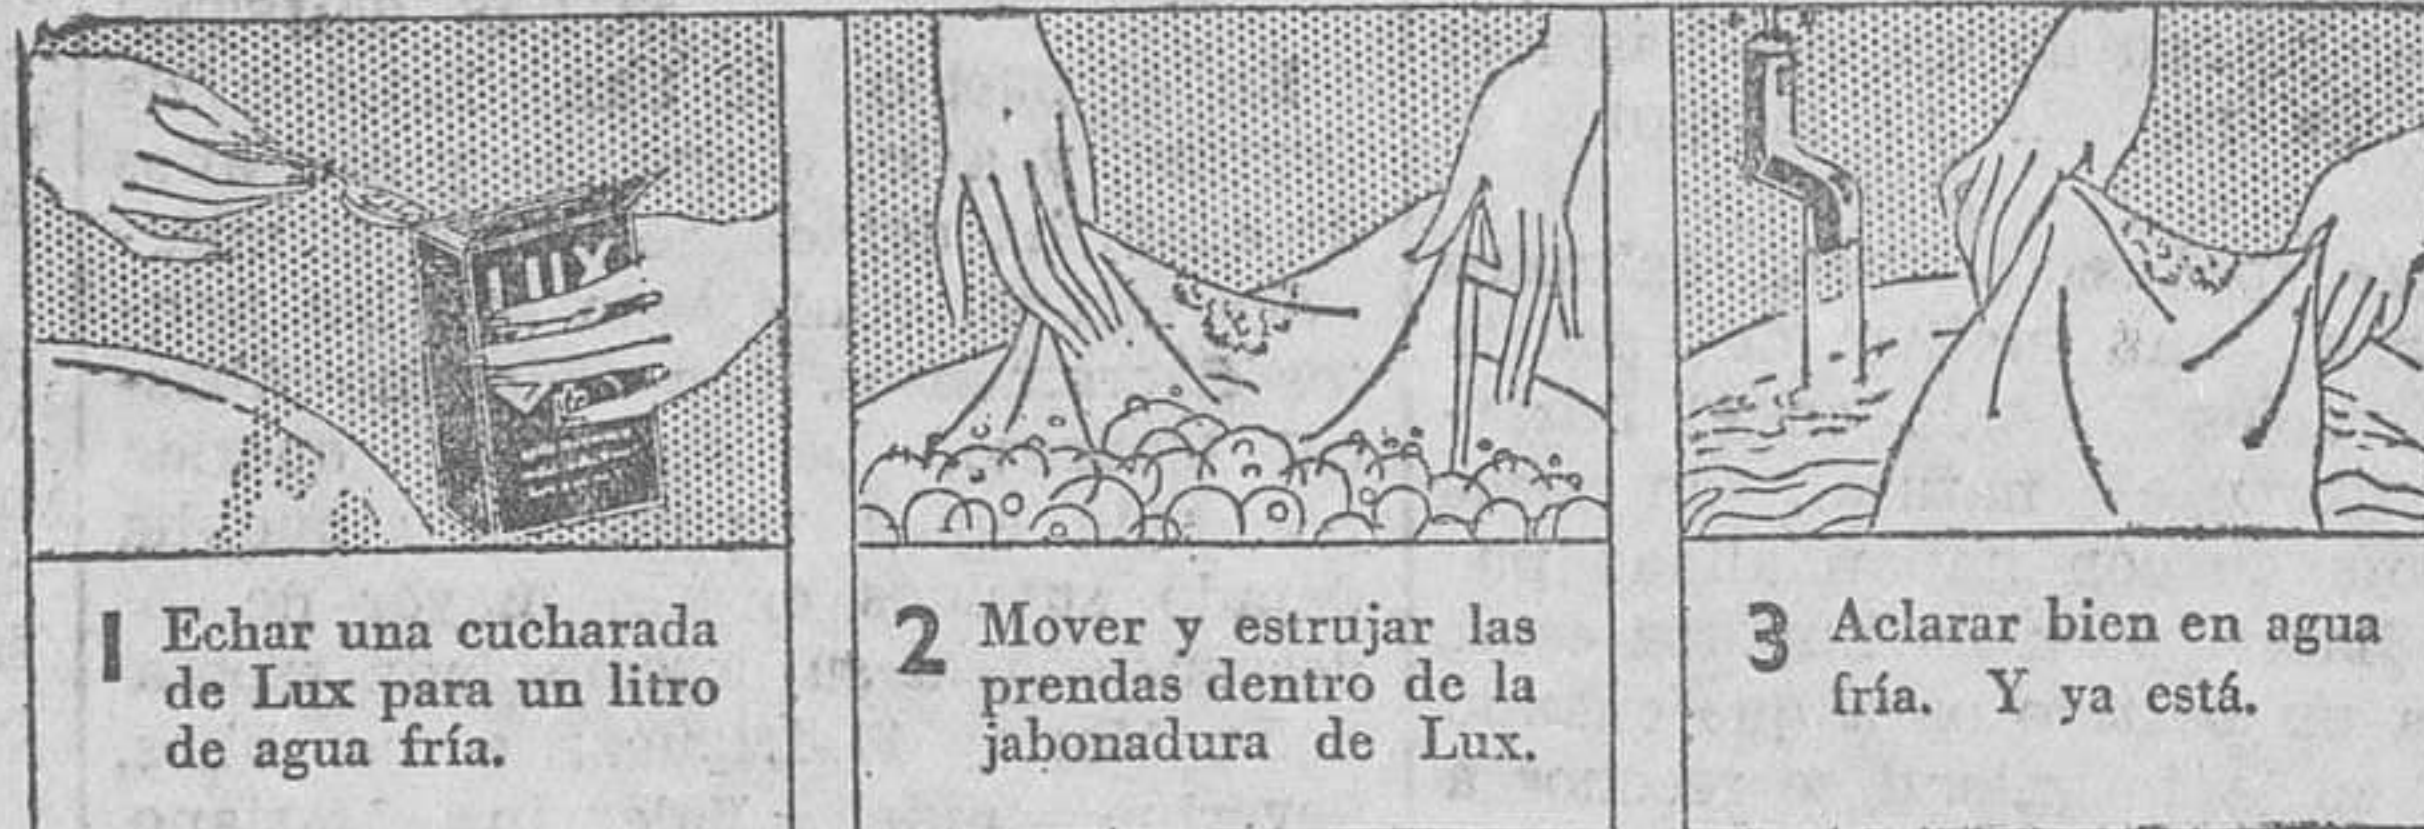 LUX
1 Echar una cucharada
de Lux para un litro
de agua fría.
2 Mover y estrujar las
prendas dentro de la
jabonadura de Lux.
3 Aclarar bien en agua
fría. Y ya está.